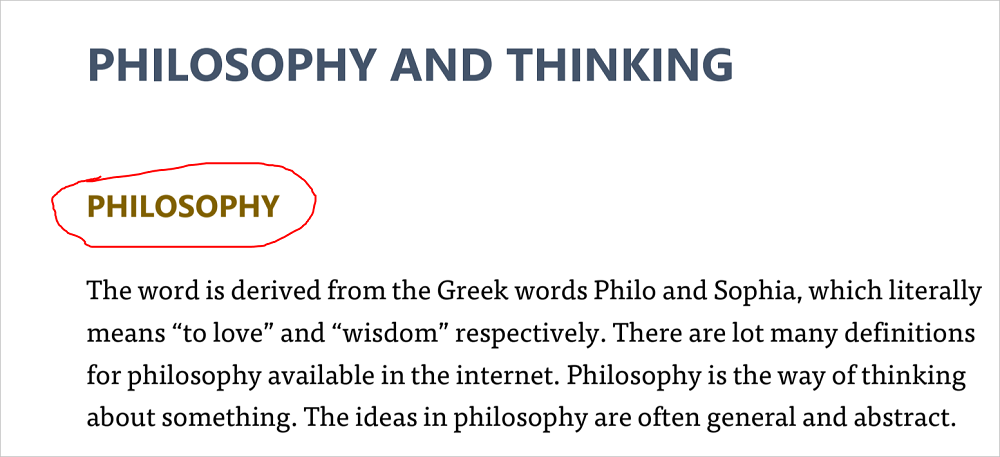 PHILOSOPHY AND THINKING
PHILOSOPHY
The word is derived from the Greek words Philo and Sophia, which literally
means “to love” and “wisdom” respectively. There are lot many definitions
for philosophy available in the internet. Philosophy is the way of thinking
about something. The ideas in philosophy are often general and abstract.